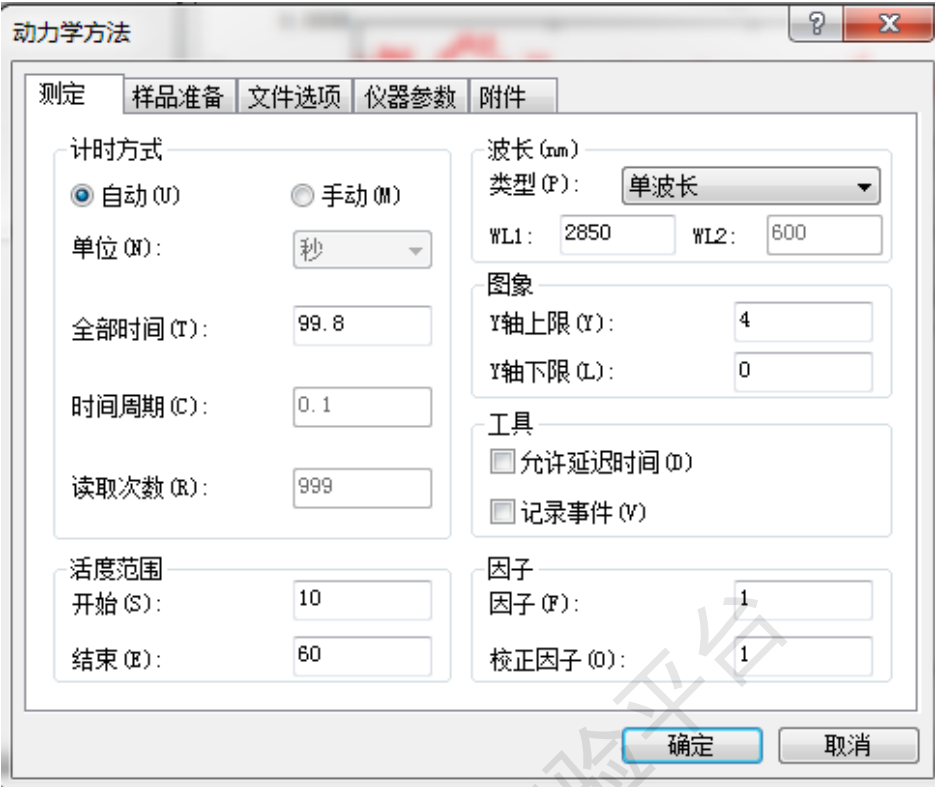 动力学方法
测定 样品准备 文件选项 仪器参数 附件
计时方式
自动(U) 手动(M)
单位(N): 秒
全部时间(T): 99.8
时间周期(C): 0.1
读取次数(R): 999
活度范围
开始(S): 10
结束(E): 60
波长(nm)
类型(P): 单波长
WL1: 2850 WL2: 600
图象
Y轴上限(Y): 4
Y轴下限(L): 0
工具
允许延迟时间(D)
记录事件(V)
因子
因子(F): 1
校正因子(O): 1
确定 取消
验平台